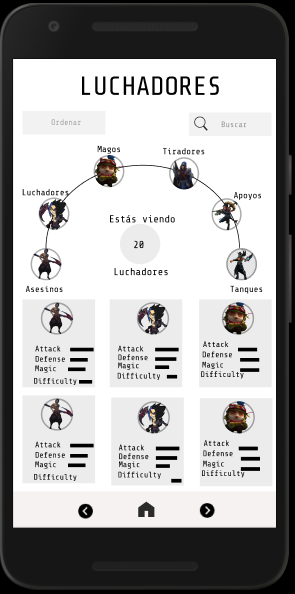 LUCHADORES
Ordenar
Buscar
Magos
Tiradores
Luchadores
Apoyos
Estás viendo
20
Luchadores
Asesinos
Tanques
Attack
Defense
Magic
Difficulty
Attack
Defense
Magic
Difficulty
Attack
Defense
Magic
Difficulty
Attack
Defense
Magic
Difficulty
Attack
Defense
Magic
Difficulty
Attack
Defense
Magic
Difficulty